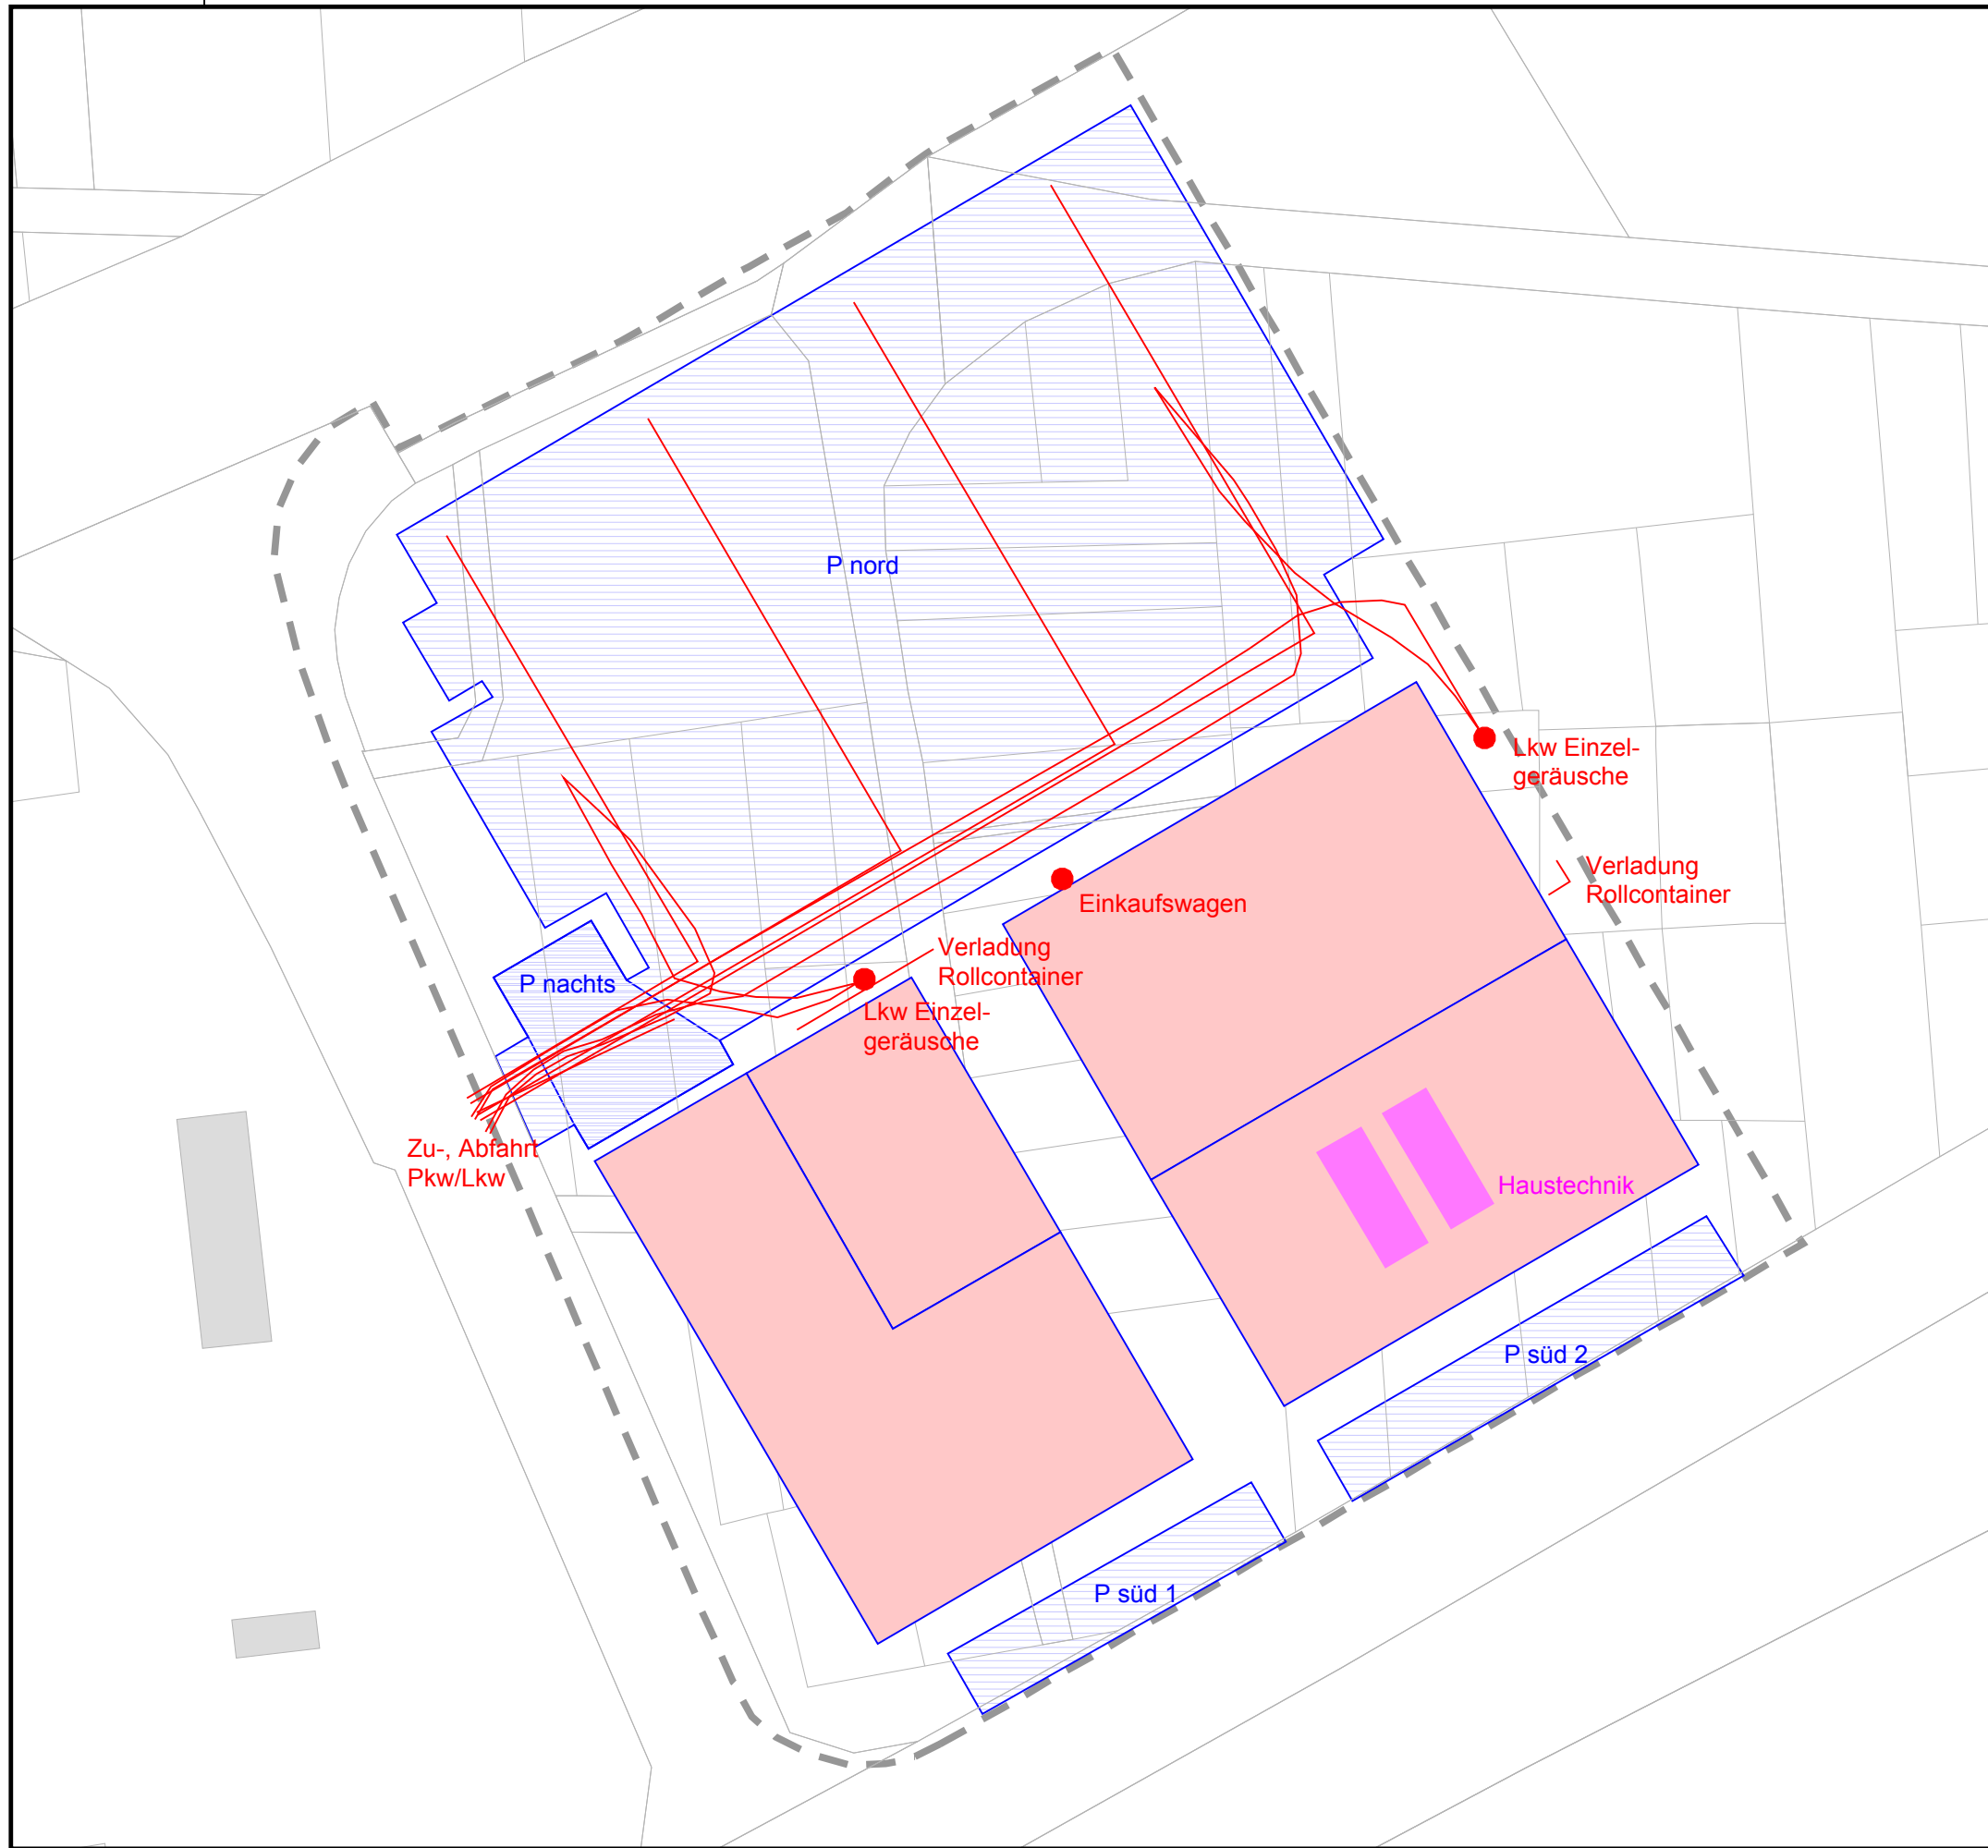 P nord
Lkw Einzel-
geräusche
Verladung
Rollcontainer
Einkaufswagen
Verladung
Rollcontainer
P nachts
Lkw Einzel-
geräusche
Zu-, Abfahrt
Pkw/Lkw
Haustechnik
P süd 2
P süd 1